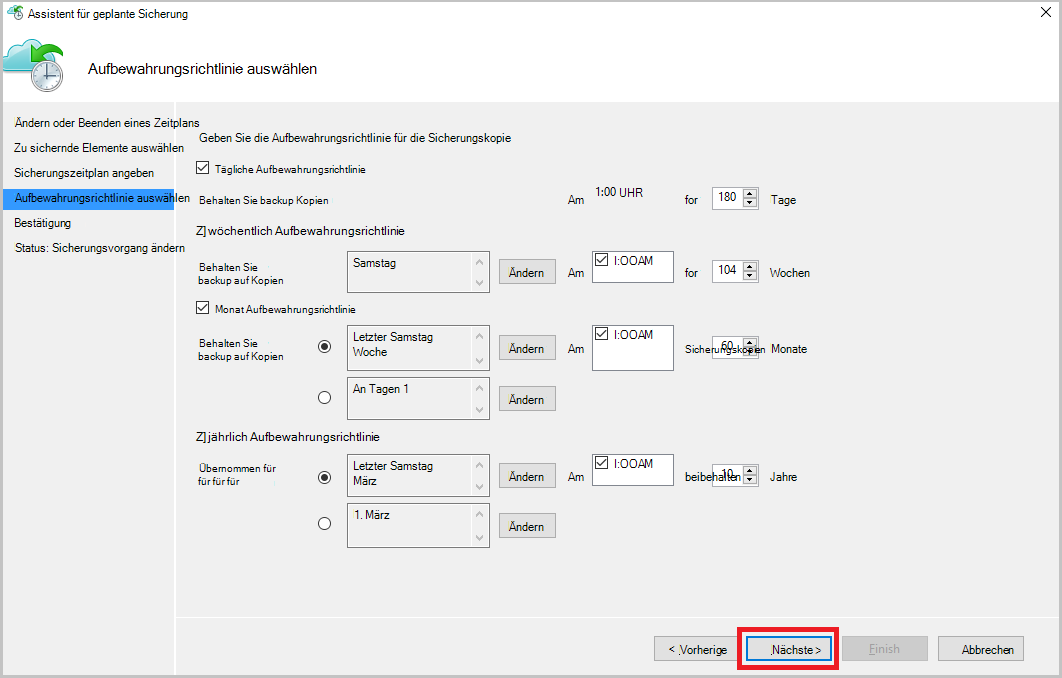 Assistent für geplante Sicherung
Aufbewahrungsrichtlinie auswählen
Ändern oder Beenden eines Zeitplans
Zu sichernde Elemente auswählen
Sicherungszeitplan angeben
Aufbewahrungsrichtlinie auswählen
Bestätigung
Status: Sicherungsvorgang ändern
Geben Sie die Aufbewahrungsrichtlinie für die Sicherungskopie
Tägliche Aufbewahrungsrichtlinie
Behalten Sie backup Kopien Am 1:00 UHR for 180 Tage
Z]wöchentlich Aufbewahrungsrichtlinie
Behalten Sie
backup auf Kopien
Samstag
Ändern Am I:OOAM for 104 Wochen
Monat Aufbewahrungsrichtlinie
Behalten Sie
backup auf Kopien
Letzter Samstag
Woche
Ändern Am I:OOAM Sicherungskopien 60 Monate
An Tagen 1
Ändern
Z]jährlich Aufbewahrungsrichtlinie
Übernommen für
für für für
Letzter Samstag
März
Ändern Am I:OOAM beibehalten 10 Jahre
1. März
Ändern
< Vorherige Nächste > Finish Abbrechen